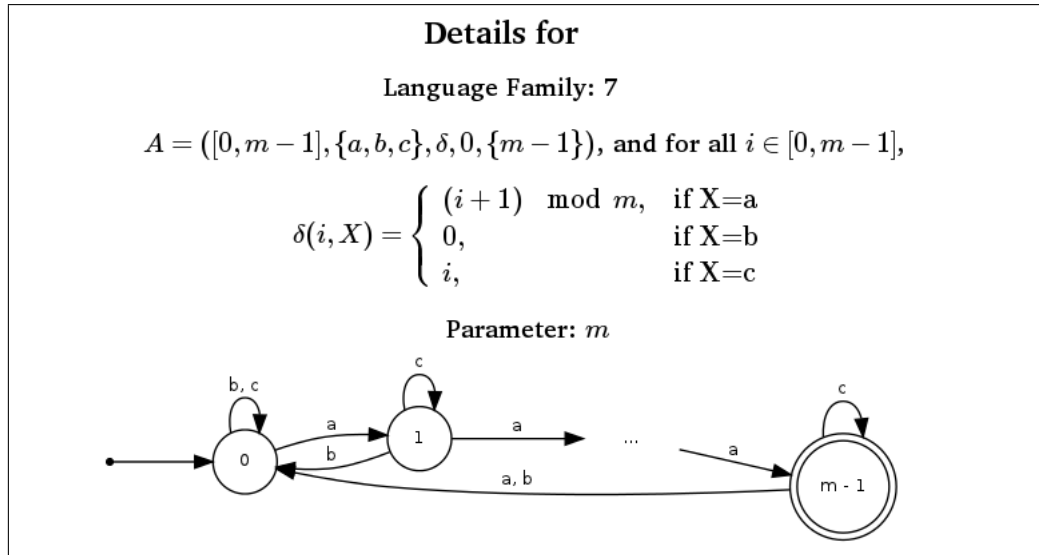 Details for
Language Family: 7
A = ([0, m − 1], {a, b, c}, δ, 0, {m − 1}), and for all i ∈ [0, m − 1],
δ(i, X) = { (i + 1) mod m, if X=a
0, if X=b
i, if X=c
Parameter: m
c
b, c
c
a
1
a
...
a
0
b
a, b
m - 1